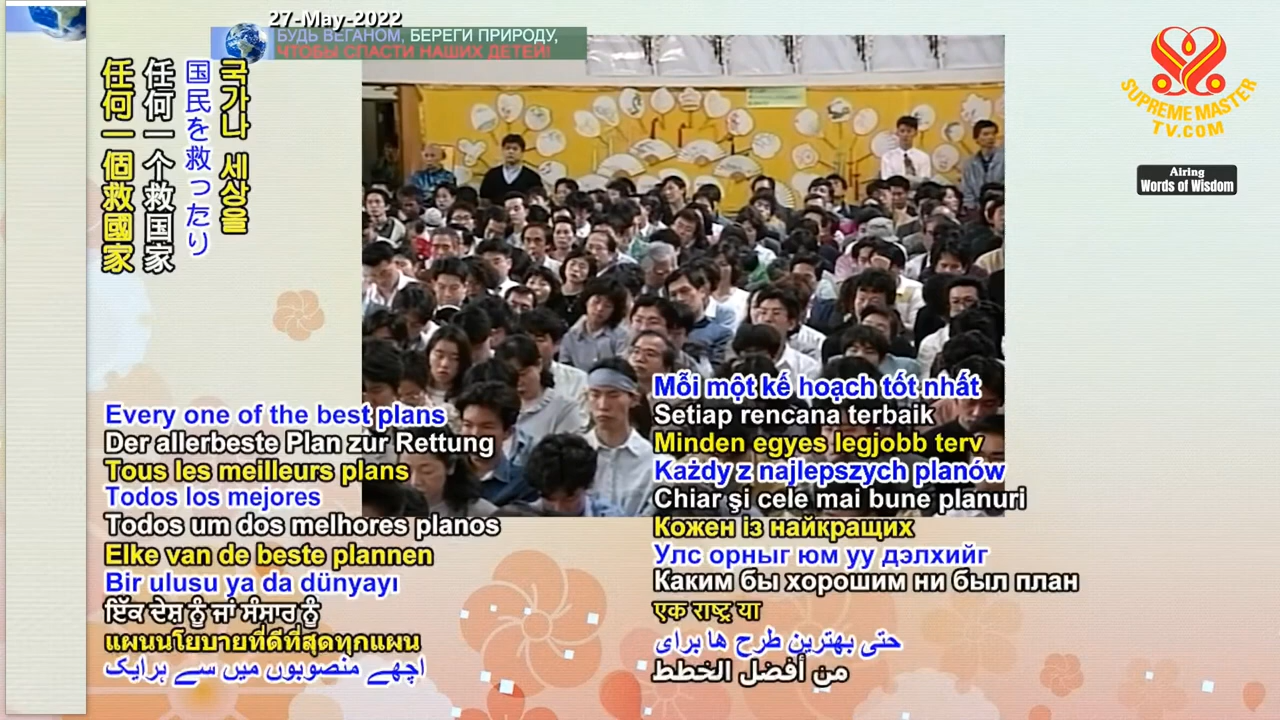 27-May-2022
БУДЬ ВЕГАНОМ, БЕРЕГИ ПРИРОДУ,
ЧТОБЫ СПАСТИ НАШИХ ДЕТЕЙ!
SUPREME MASTER
TV.COM
Airing
Words of Wisdom
국가나 세상을
国民を救ったり
任何一个救国家
任何一個救國家
Every one of the best plans
Der allerbeste Plan zur Rettung
Tous les meilleurs plans
Todos los mejores
Todos um dos melhores planos
Elke van de beste plannen
Bir ulusu ya da dünyayı
ਇੱਕ ਦੇਸ਼ ਨੂੰ ਜਾਂ ਸੰਸਾਰ ਨੂੰ
แผนนโยบายที่ดีที่สุดทุกแผน
اچھے منصوبوں میں سے ہرایک
Mỗi một kế hoạch tốt nhất
Setiap rencana terbaik
Minden egyes legjobb terv
Każdy z najlepszych planów
Chiar şi cele mai bune planuri
Кожен із найкращих
Улс орныг юм уу дэлхийг
Каким бы хорошим ни был план
एक राष्ट्र या
حتی بهترین طرح ها برای
من أفضل الخطط